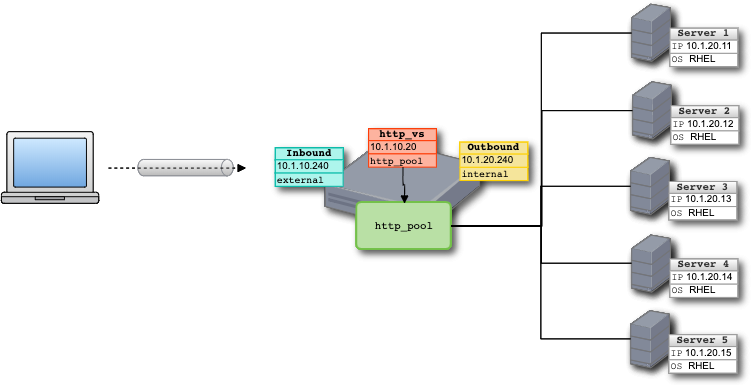 Inbound
10.1.10.240
external
http_vs
10.1.10.20
http_pool
Outbound
10.1.20.240
internal
http_pool
Server 1
IP 10.1.20.11
OS RHEL
Server 2
IP 10.1.20.12
OS RHEL
Server 3
IP 10.1.20.13
OS RHEL
Server 4
IP 10.1.20.14
OS RHEL
Server 5
IP 10.1.20.15
OS RHEL